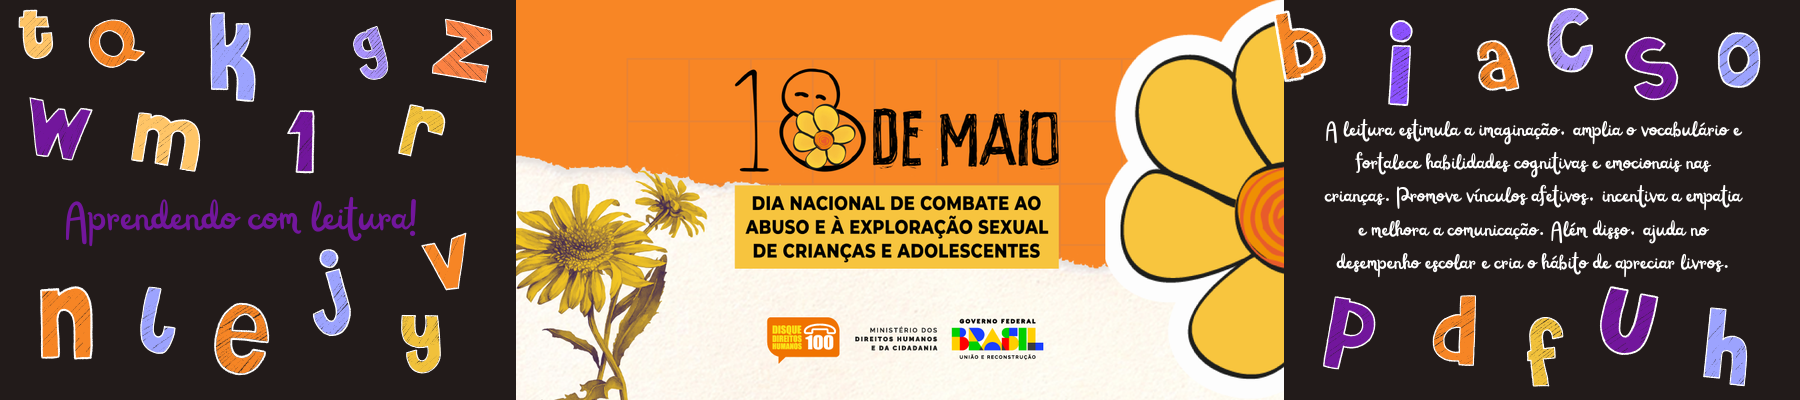 t a k g z
w m 1 r
Aprendendo com leitura!
n l e j v y
18 DE MAIO
DIA NACIONAL DE COMBATE AO
ABUSO E À EXPLORAÇÃO SEXUAL
DE CRIANÇAS E ADOLESCENTES
DISQUE
DIREITOS
HUMANOS
100
MINISTÉRIO DOS
DIREITOS HUMANOS
E DA CIDADANIA
GOVERNO FEDERAL
BRASIL
UNIÃO E RECONSTRUÇÃO
b i a c s o
A leitura estimula a imaginação, amplia o vocabulário e
fortalece habilidades cognitivas e emocionais nas
crianças. Promove vínculos afetivos, incentiva a empatia
e melhora a comunicação. Além disso, ajuda no
desempenho escolar e cria o hábito de apreciar livros.
p d f u h